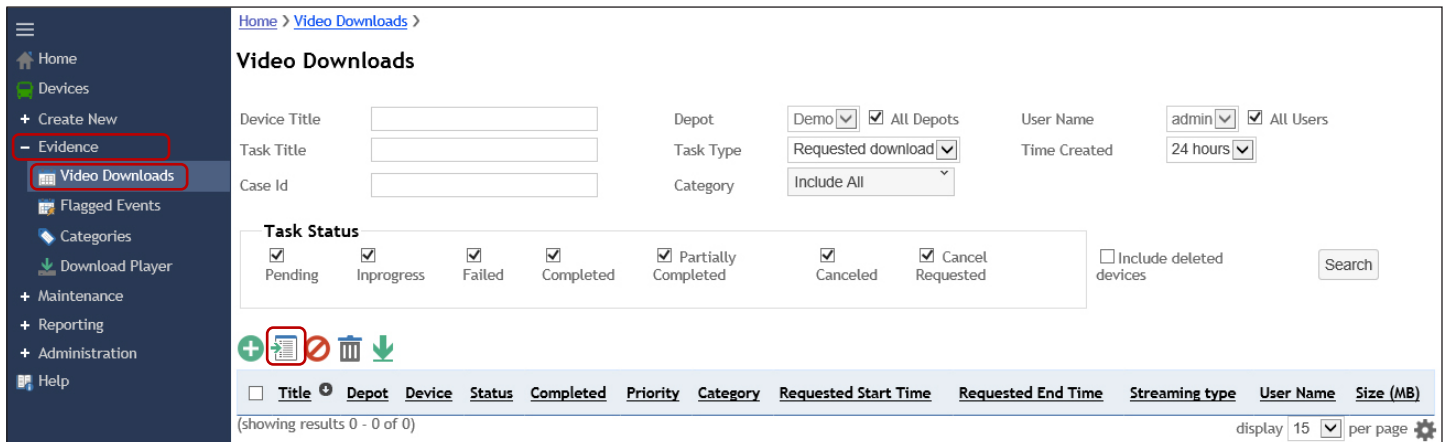 Home > Video Downloads >
Home
Devices
+ Create New
− Evidence
Video Downloads
Flagged Events
Categories
Download Player
+ Maintenance
+ Reporting
+ Administration
Help
Video Downloads
Device Title Depot Demo All Depots User Name admin All Users
Task Title Task Type Requested download Time Created 24 hours
Case Id Category Include All
Task Status
Pending Inprogress Failed Completed Partially Completed Canceled Cancel Requested
Include deleted devices
Search
Title Depot Device Status Completed Priority Category Requested Start Time Requested End Time Streaming type User Name Size (MB)
(showing results 0 - 0 of 0) display 15 per page